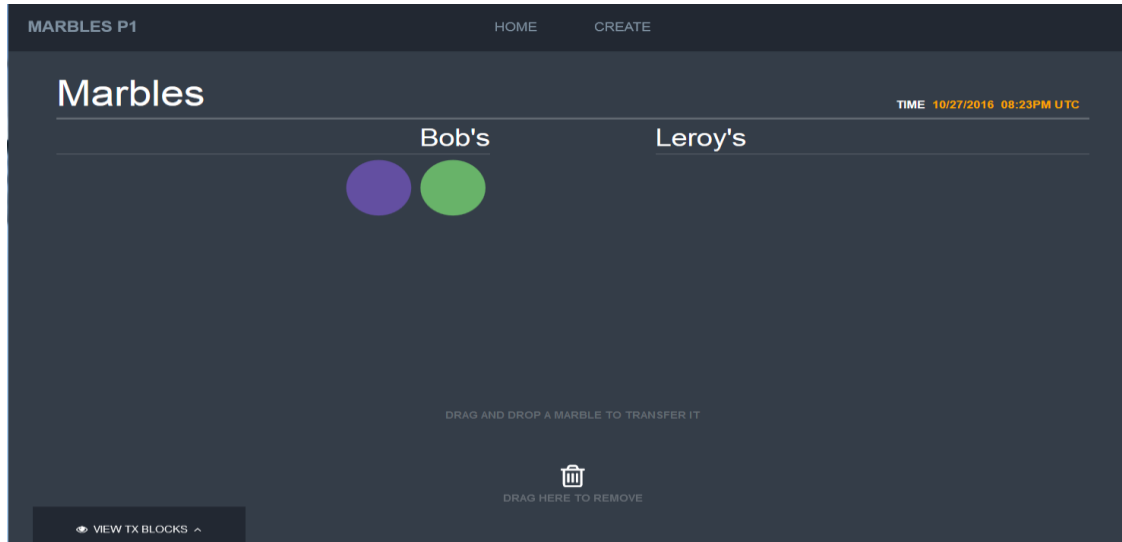 MARBLES P1 HOME CREATE
Marbles
TIME 10/27/2016 08:23PM UTC
Bob's Leroy's
DRAG AND DROP A MARBLE TO TRANSFER IT
DRAG HERE TO REMOVE
VIEW TX BLOCKS